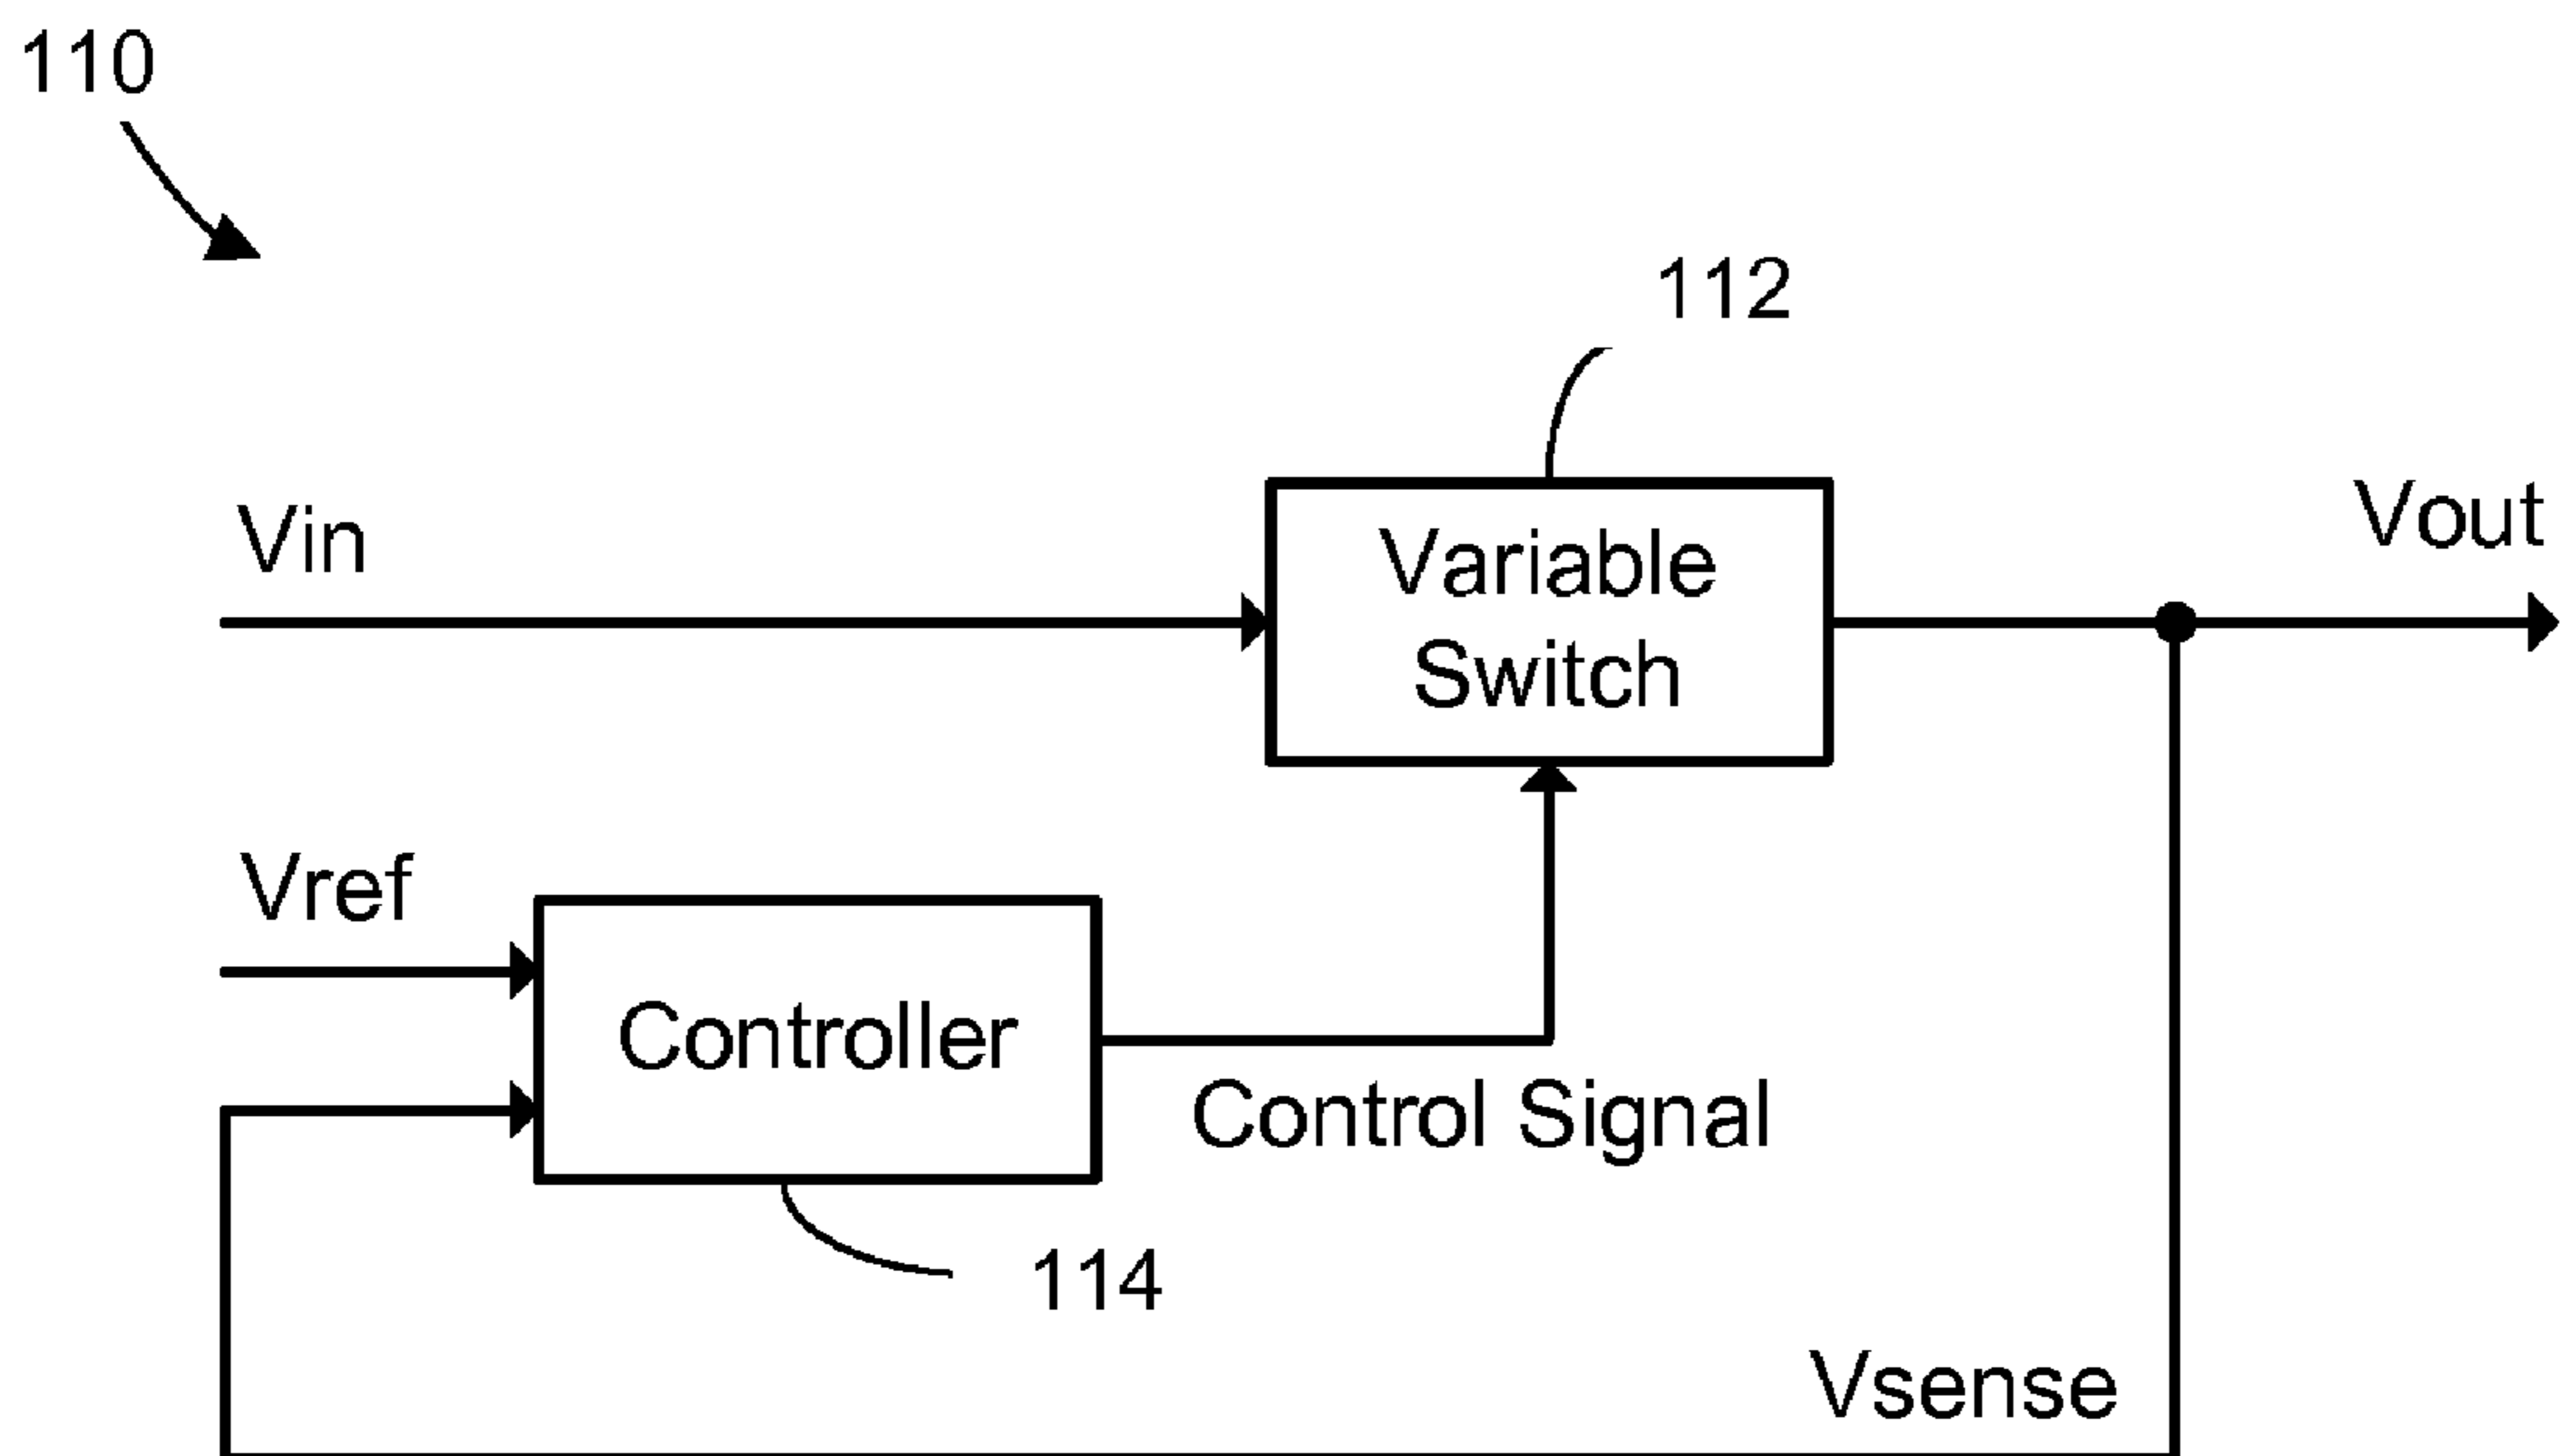 110
112
Vin
Variable
Switch
Vout
Vref
Controller
Control Signal
114
Vsense